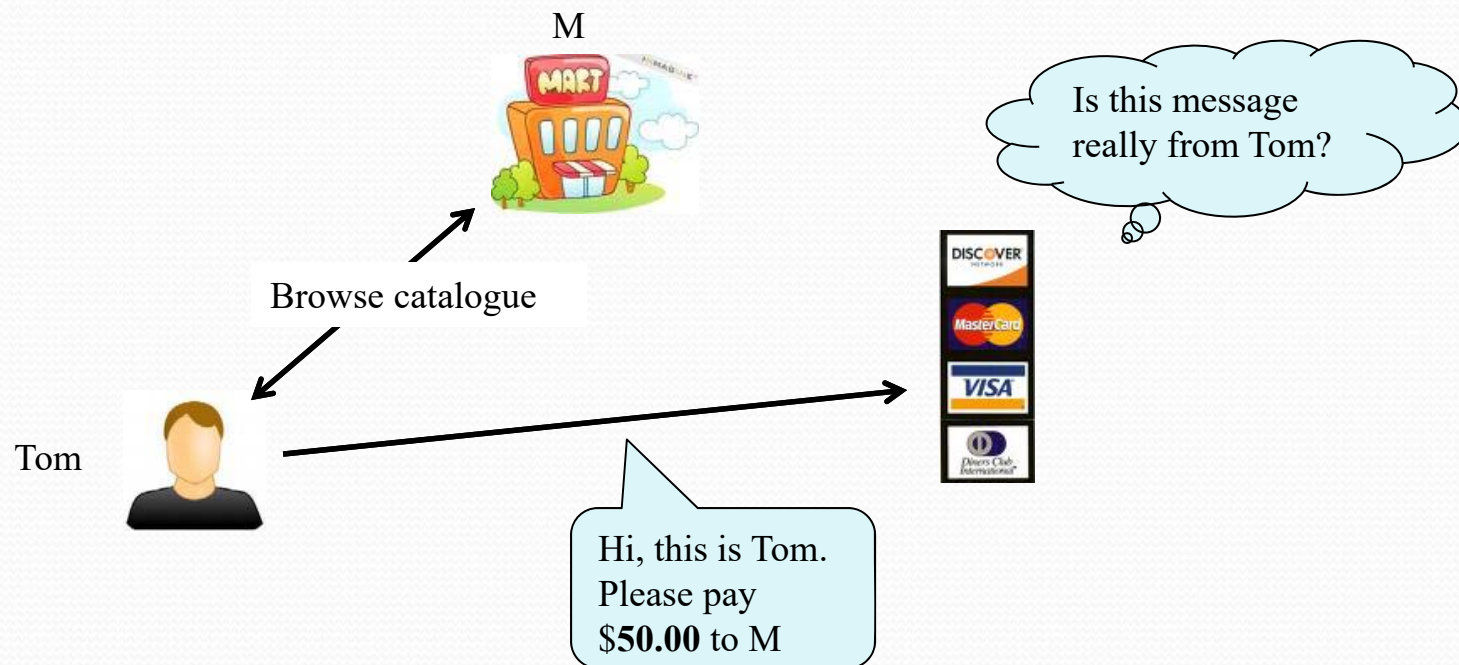 M
MART
Is this message
really from Tom?
DISCOVER
NETWORK
Browse catalogue
MasterCard
VISA
Tom
Diners Club
International
Hi, this is Tom.
Please pay
$50.00 to M